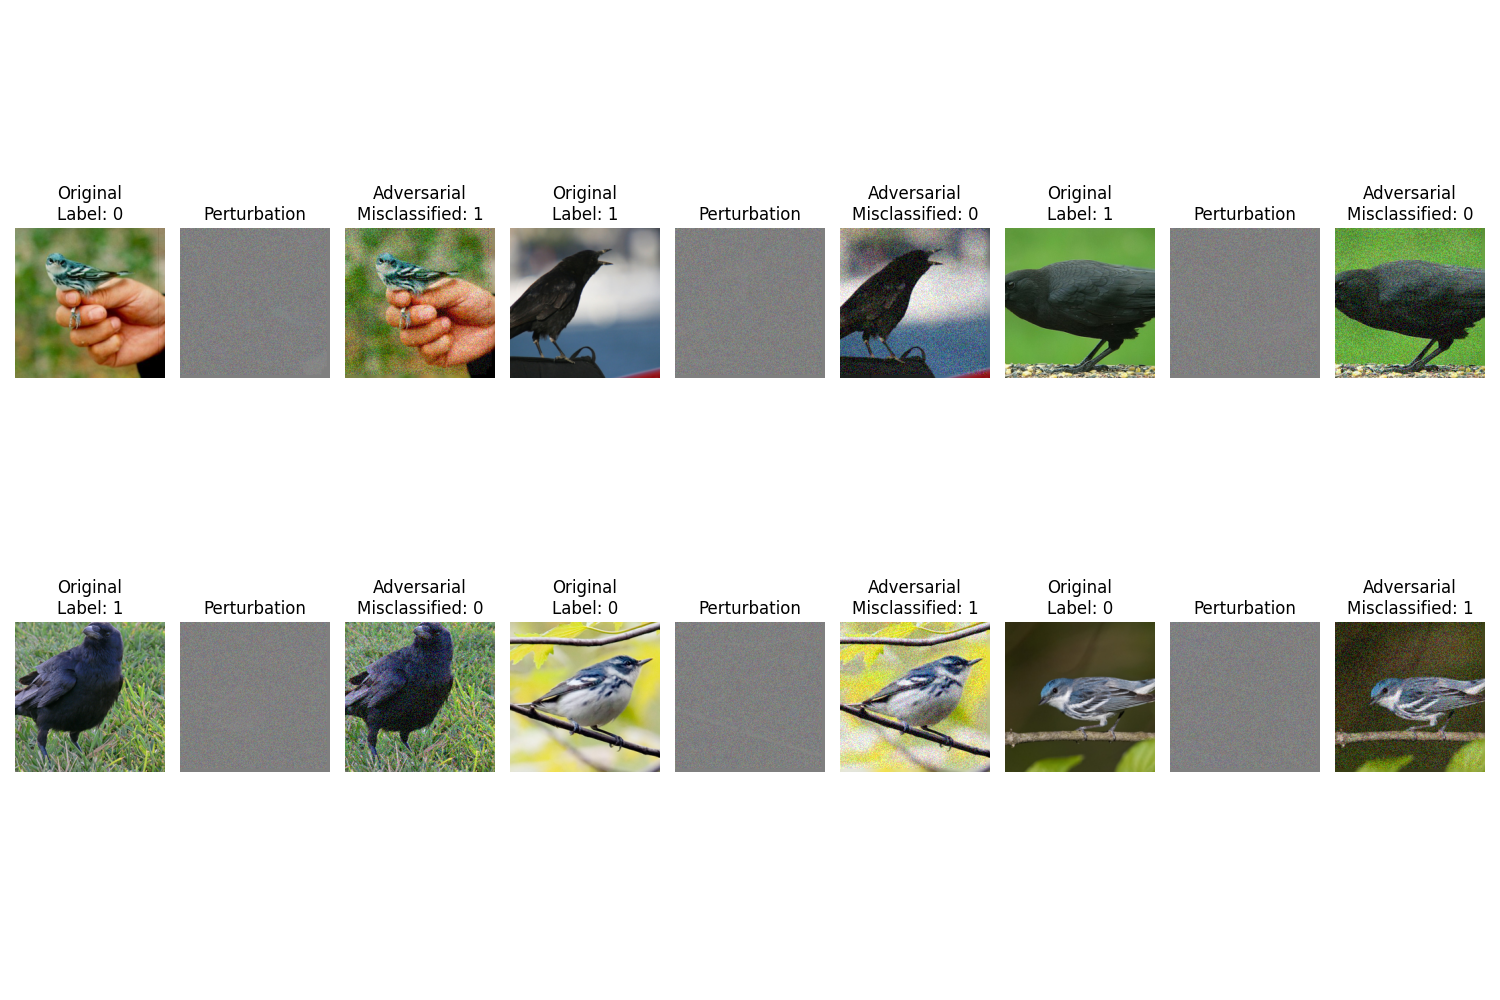 Original
Label: 0
Perturbation
Adversarial
Misclassified: 1
Original
Label: 1
Perturbation
Adversarial
Misclassified: 0
Original
Label: 1
Perturbation
Adversarial
Misclassified: 0
Original
Label: 1
Perturbation
Adversarial
Misclassified: 0
Original
Label: 0
Perturbation
Adversarial
Misclassified: 1
Original
Label: 0
Perturbation
Adversarial
Misclassified: 1